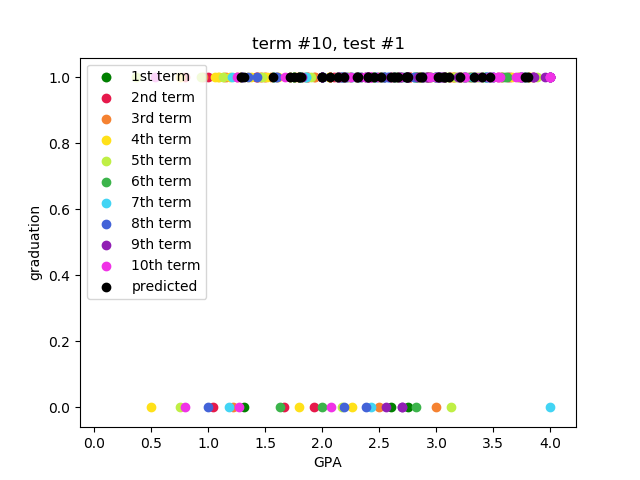 term #10, test #1
graduation
1.0
0.8
0.6
0.4
0.2
0.0
1st term
2nd term
3rd term
4th term
5th term
6th term
7th term
8th term
9th term
10th term
predicted
0.0 0.5 1.0 1.5 2.0 2.5 3.0 3.5 4.0
GPA